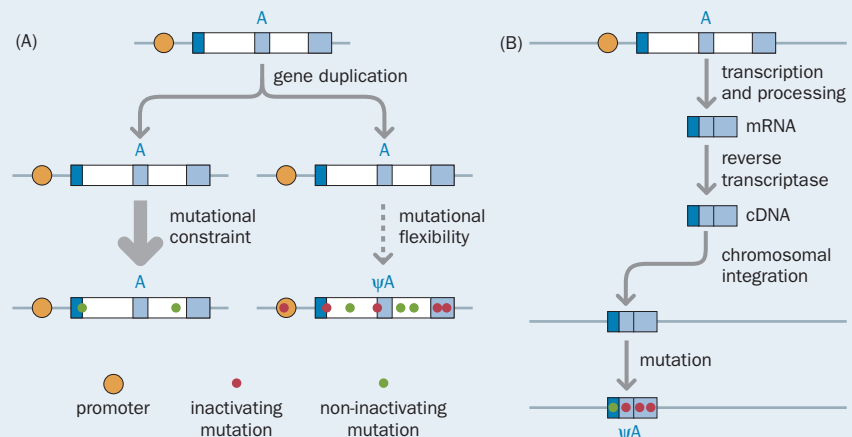 (A)
A
gene duplication
A
A
mutational
constraint
mutational
flexibility
A
ψA
promoter
inactivating
mutation
non-inactivating
mutation
(B)
A
transcription
and processing
mRNA
reverse
transcriptase
cDNA
chromosomal
integration
mutation
ψA